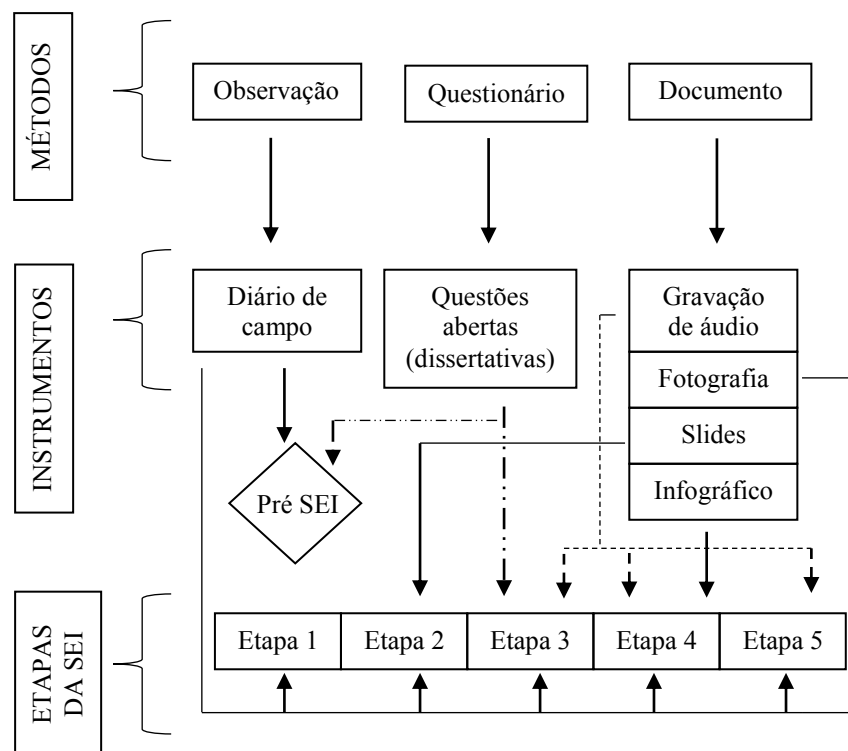 MÉTODOS
Observação
Questionário
Documento
INSTRUMENTOS
Diário de
campo
Questões
abertas
(dissertativas)
Gravação
de áudio
Fotografia
Slides
Infográfico
Pré SEI
ETAPAS
DA SEI
Etapa 1
Etapa 2
Etapa 3
Etapa 4
Etapa 5